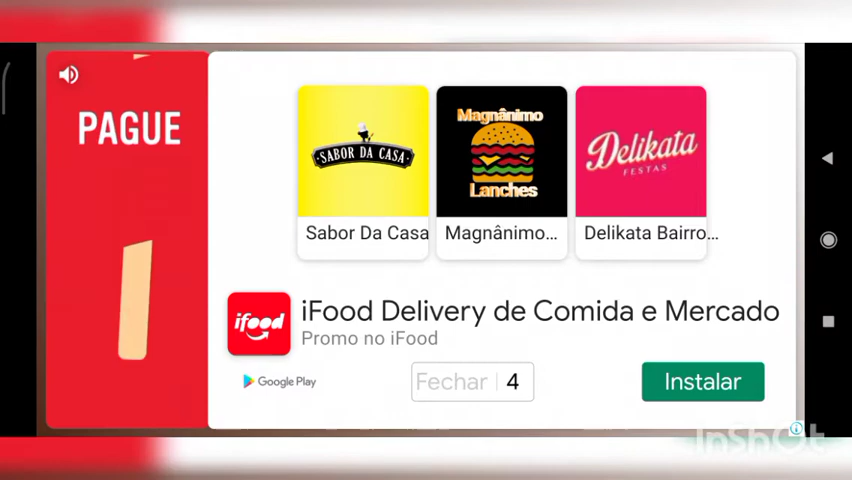 PAGUE
SABOR DA CASA
Magnânimo
Lanches
Delikata
FESTAS
Sabor Da Casa
Magnânimo...
Delikata Bairro...
ifood
iFood Delivery de Comida e Mercado
Promo no iFood
Google Play
Fechar 4
Instalar
InShOt